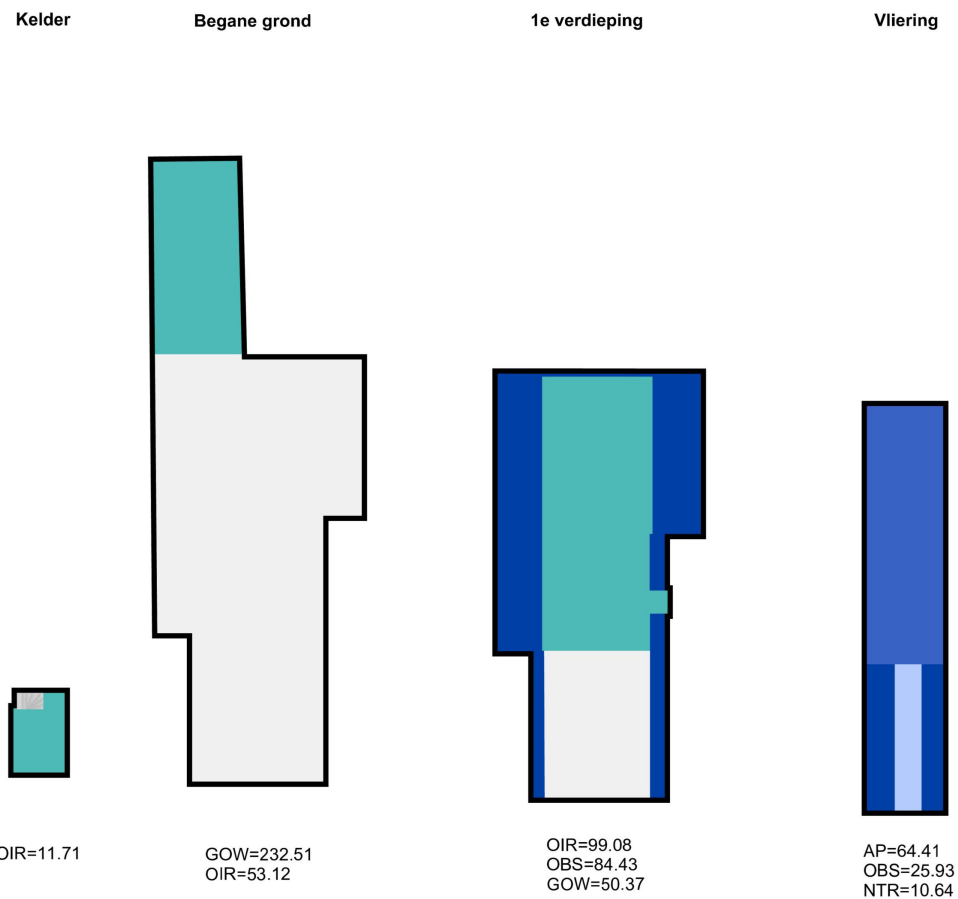 Kelder
Begane grond
1e verdieping
Vliering
OIR=11.71
GOW=232.51
OIR=53.12
OIR=99.08
OBS=84.43
GOW=50.37
AP=64.41
OBS=25.93
NTR=10.64